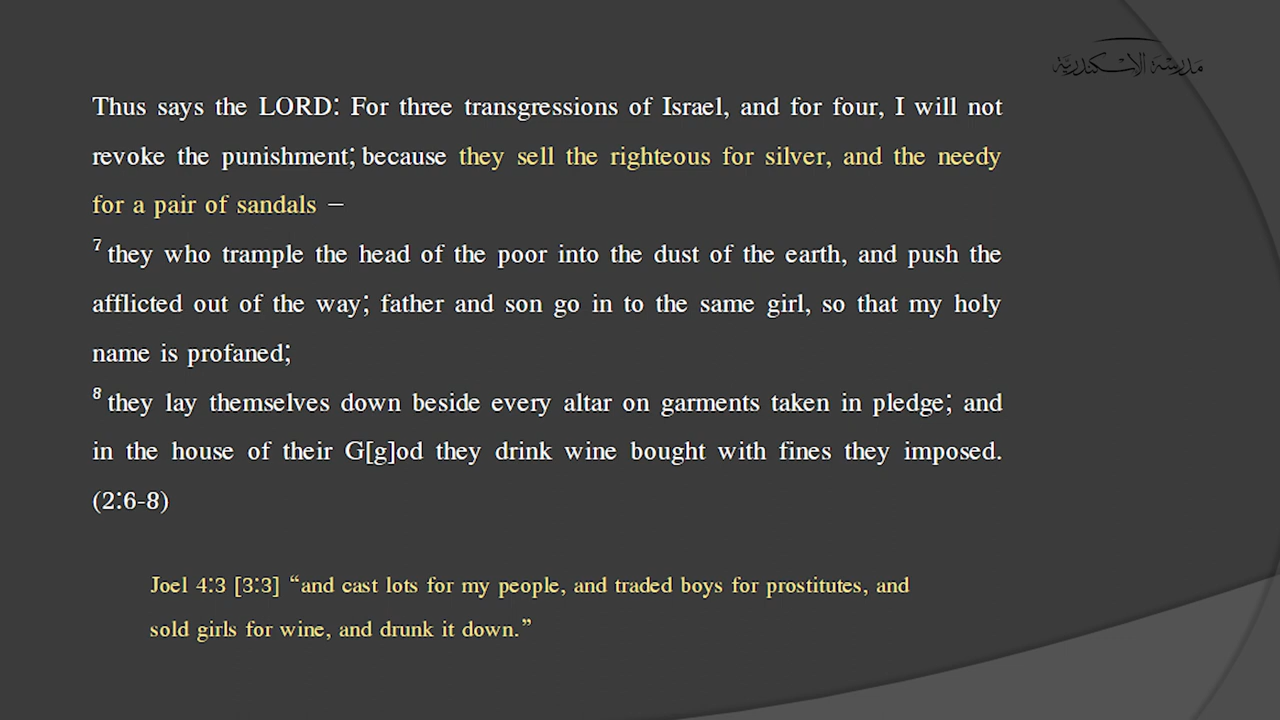 مدرسة الإسكندرية
Thus says the LORD: For three transgressions of Israel, and for four, I will not
revoke the punishment; because they sell the righteous for silver, and the needy
for a pair of sandals –
7 they who trample the head of the poor into the dust of the earth, and push the
afflicted out of the way; father and son go in to the same girl, so that my holy
name is profaned;
8 they lay themselves down beside every altar on garments taken in pledge; and
in the house of their G[g]od they drink wine bought with fines they imposed.
(2:6-8)
Joel 4:3 [3:3] “and cast lots for my people, and traded boys for prostitutes, and
sold girls for wine, and drunk it down.”